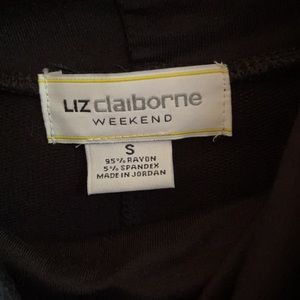 LIZ claiborne
WEEKEND
S
95% RAYON
5% SPANDEX
MADE IN JORDAN